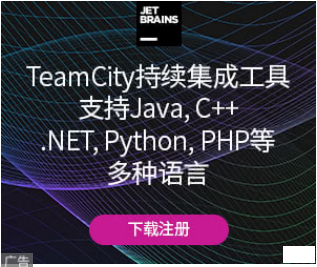 JET
BRAINS
TeamCity持续集成工具
支持Java, C++
.NET, Python, PHP等
多种语言
下载注册
广告